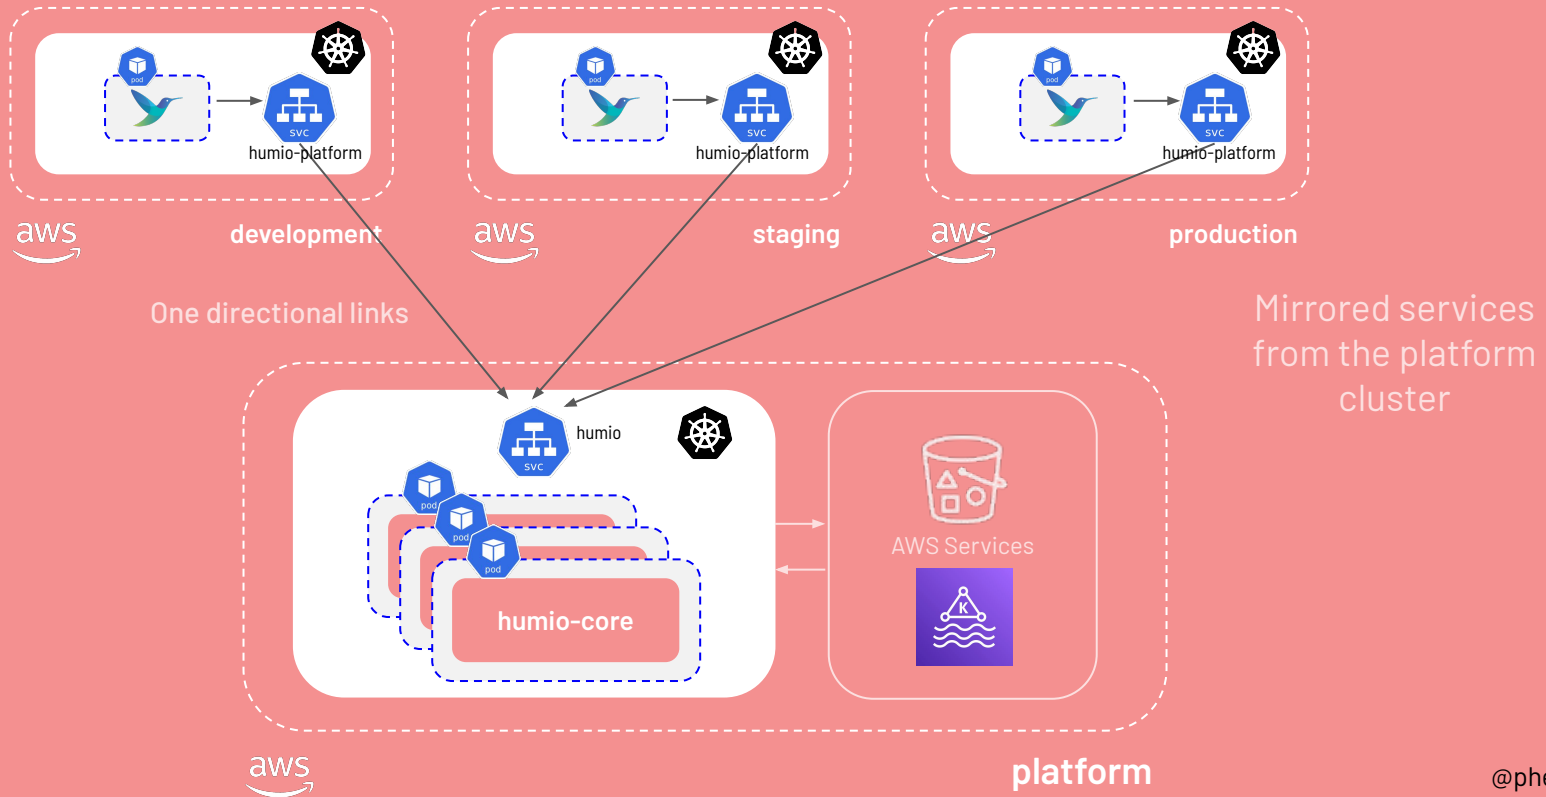 pod
svc
humio-platform
pod
svc
humio-platform
pod
svc
humio-platform
aws
development
aws
staging
aws
production
One directional links
Mirrored services
from the platform
cluster
svc
humio
pod
pod
pod
humio-core
AWS Services
K
aws
platform
@phe